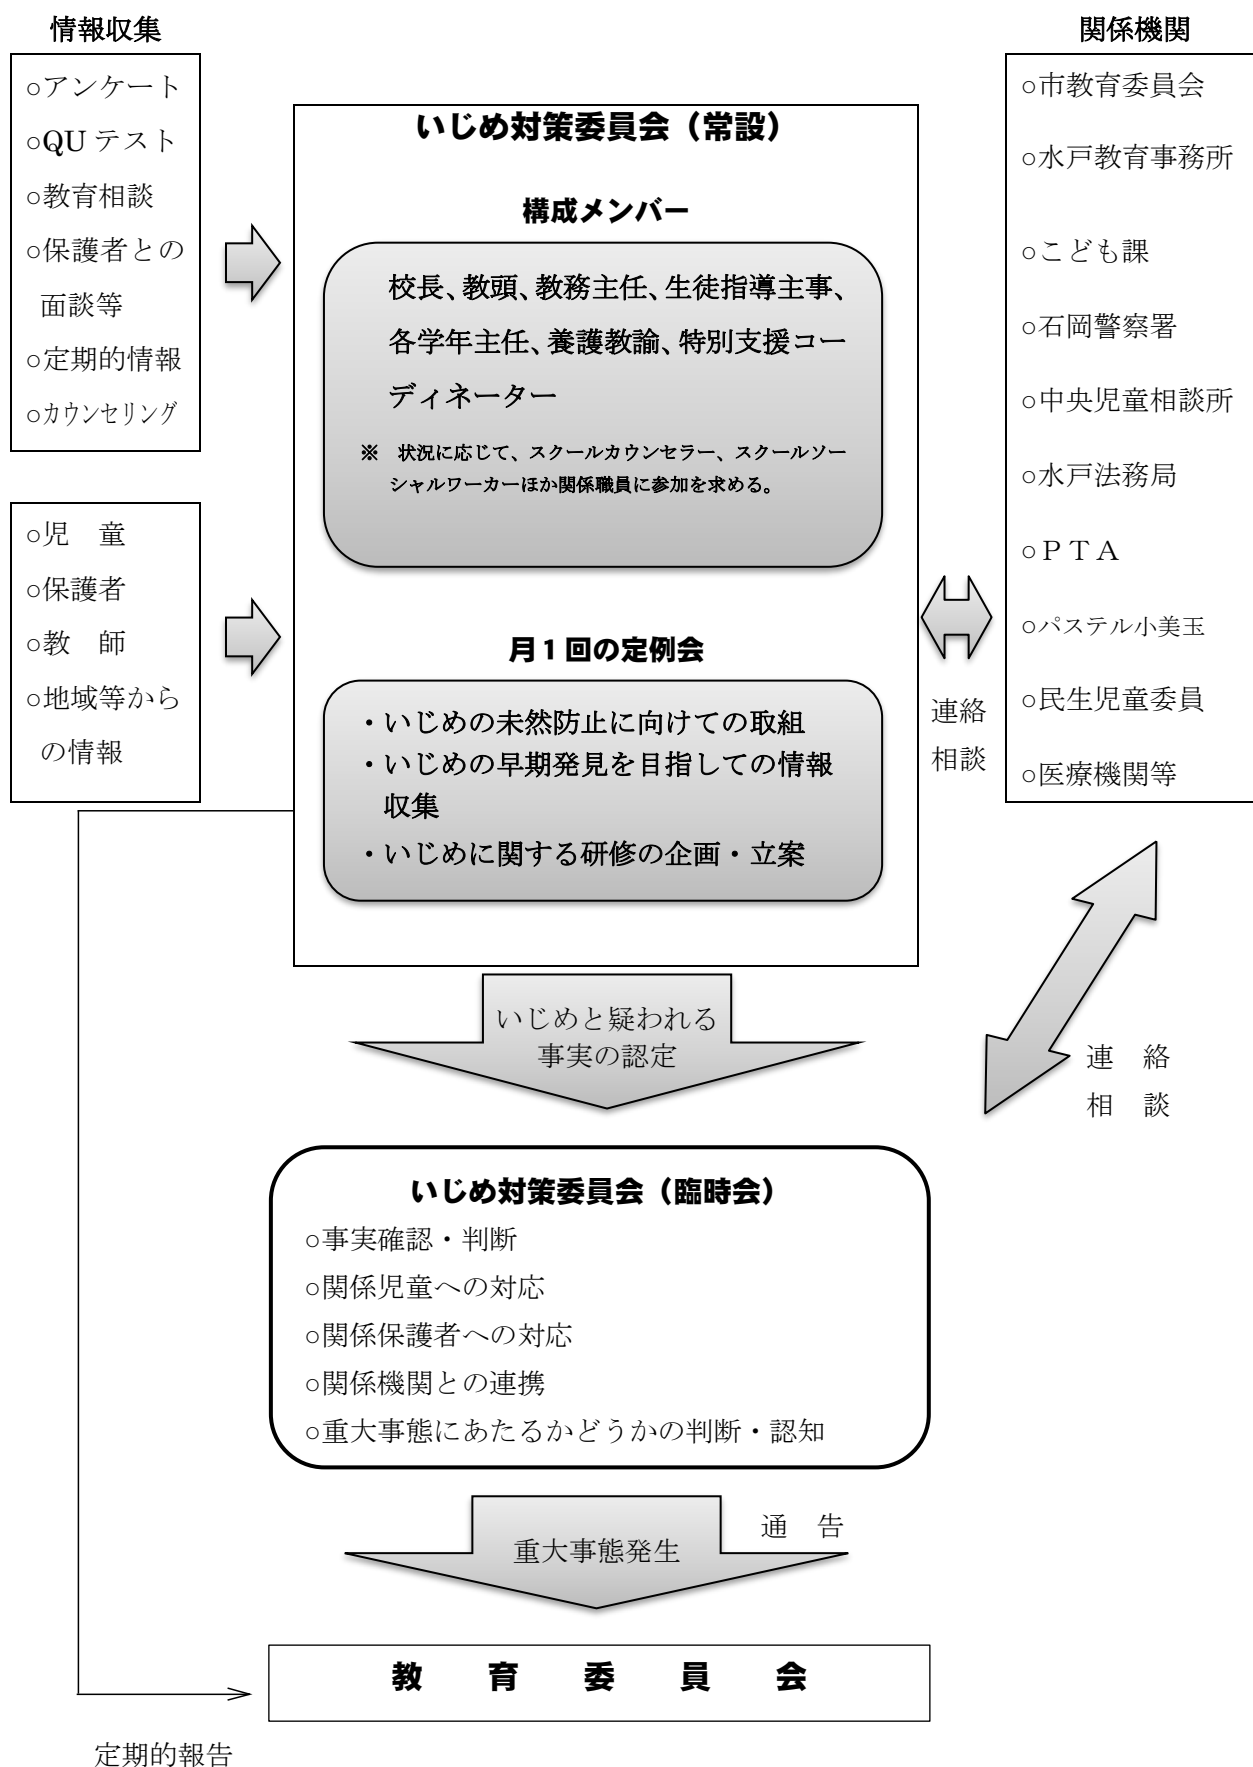 情報収集
○アンケート
○QU テスト
○教育相談
○保護者との
面談等
○定期的情報
○カウンセリング
○児　童
○保護者
○教　師
○地域等から
の情報
いじめ対策委員会（常設）
構成メンバー
校長、教頭、教務主任、生徒指導主事、
各学年主任、養護教諭、特別支援コー
ディネーター
※　状況に応じて、スクールカウンセラー、スクールソー
シャルワーカーほか関係職員に参加を求める。
月１回の定例会
・いじめの未然防止に向けての取組
・いじめの早期発見を目指しての情報
収集
・いじめに関する研修の企画・立案
連絡
相談
関係機関
○市教育委員会
○水戸教育事務所
○こども課
○石岡警察署
○中央児童相談所
○水戸法務局
○ＰＴＡ
○パステル小美玉
○民生児童委員
○医療機関等
いじめと疑われる
事実の認定
連　絡
相　談
いじめ対策委員会（臨時会）
○事実確認・判断
○関係児童への対応
○関係保護者への対応
○関係機関との連携
○重大事態にあたるかどうかの判断・認知
重大事態発生
通　告
教　育　委　員　会
定期的報告